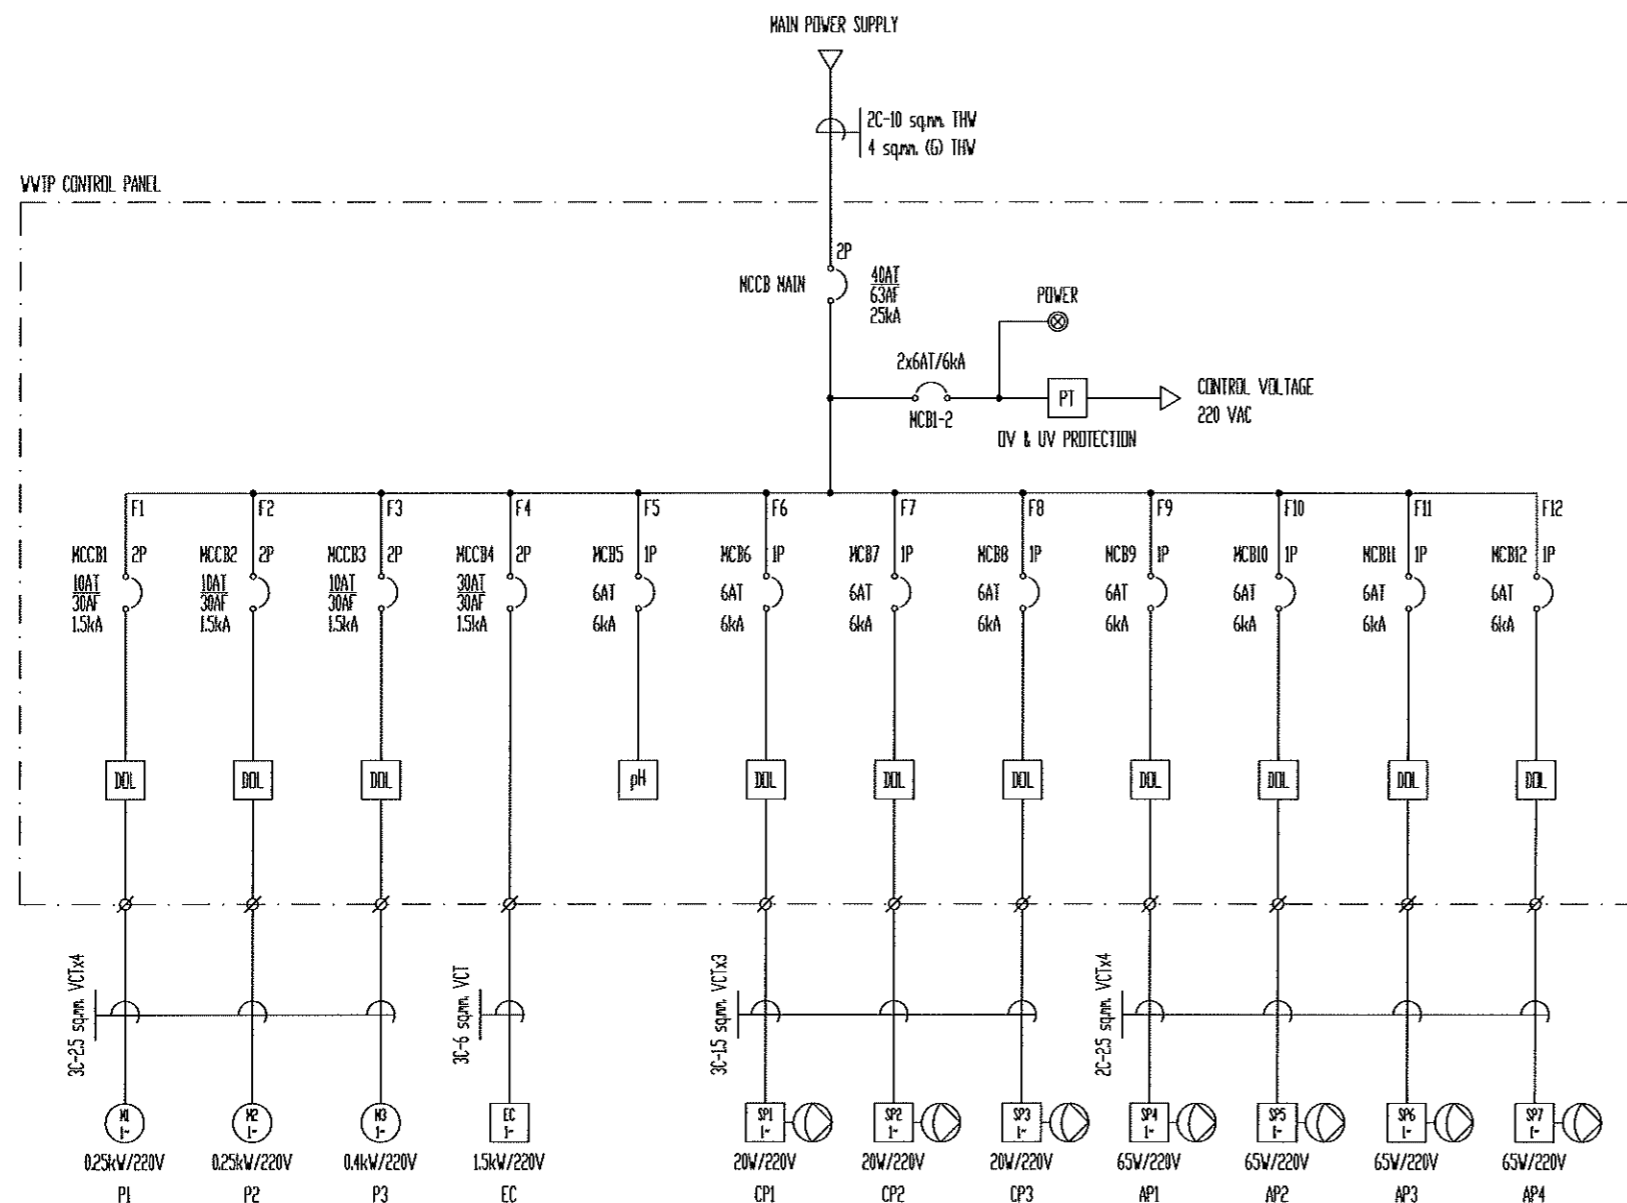 MAIN POWER SUPPLY
2C-10 sq.mm. THW
4 sq.mm. (G) THW
WWTP CONTROL PANEL
2P
MCCB MAIN
40AT
63AF
25kA
POWER
2x6AT/6kA
MCB1-2
PT
CONTROL VOLTAGE
220 VAC
OV & UV PROTECTION
F1 F2 F3 F4 F5 F6 F7 F8 F9 F10 F11 F12
MCCB1 2P MCCB2 2P MCCB3 2P MCCB4 2P MCB5 1P MCB6 1P MCB7 1P MCB8 1P MCB9 1P MCB10 1P MCB11 1P MCB12 1P
10AT 10AT 10AT 30AT 6AT 6AT 6AT 6AT 6AT 6AT 6AT 6AT
30AF 30AF 30AF 30AF
1.5kA 1.5kA 1.5kA 1.5kA 6kA 6kA 6kA 6kA 6kA 6kA 6kA 6kA
DOL DOL DOL pH DOL DOL DOL DOL DOL DOL DOL
3C-2.5 sq.mm. VCTx4
3C-6 sq.mm. VCT
3C-1.5 sq.mm. VCTx3
2C-2.5 sq.mm. VCTx4
M1 M2 M3 EC SP1 SP2 SP3 SP4 SP5 SP6 SP7
1~ 1~ 1~ 1~ 1~ 1~ 1~ 1~ 1~ 1~ 1~
0.25kW/220V 0.25kW/220V 0.4kW/220V 1.5kW/220V 20W/220V 20W/220V 20W/220V 65W/220V 65W/220V 65W/220V 65W/220V
P1 P2 P3 EC CP1 CP2 CP3 AP1 AP2 AP3 AP4